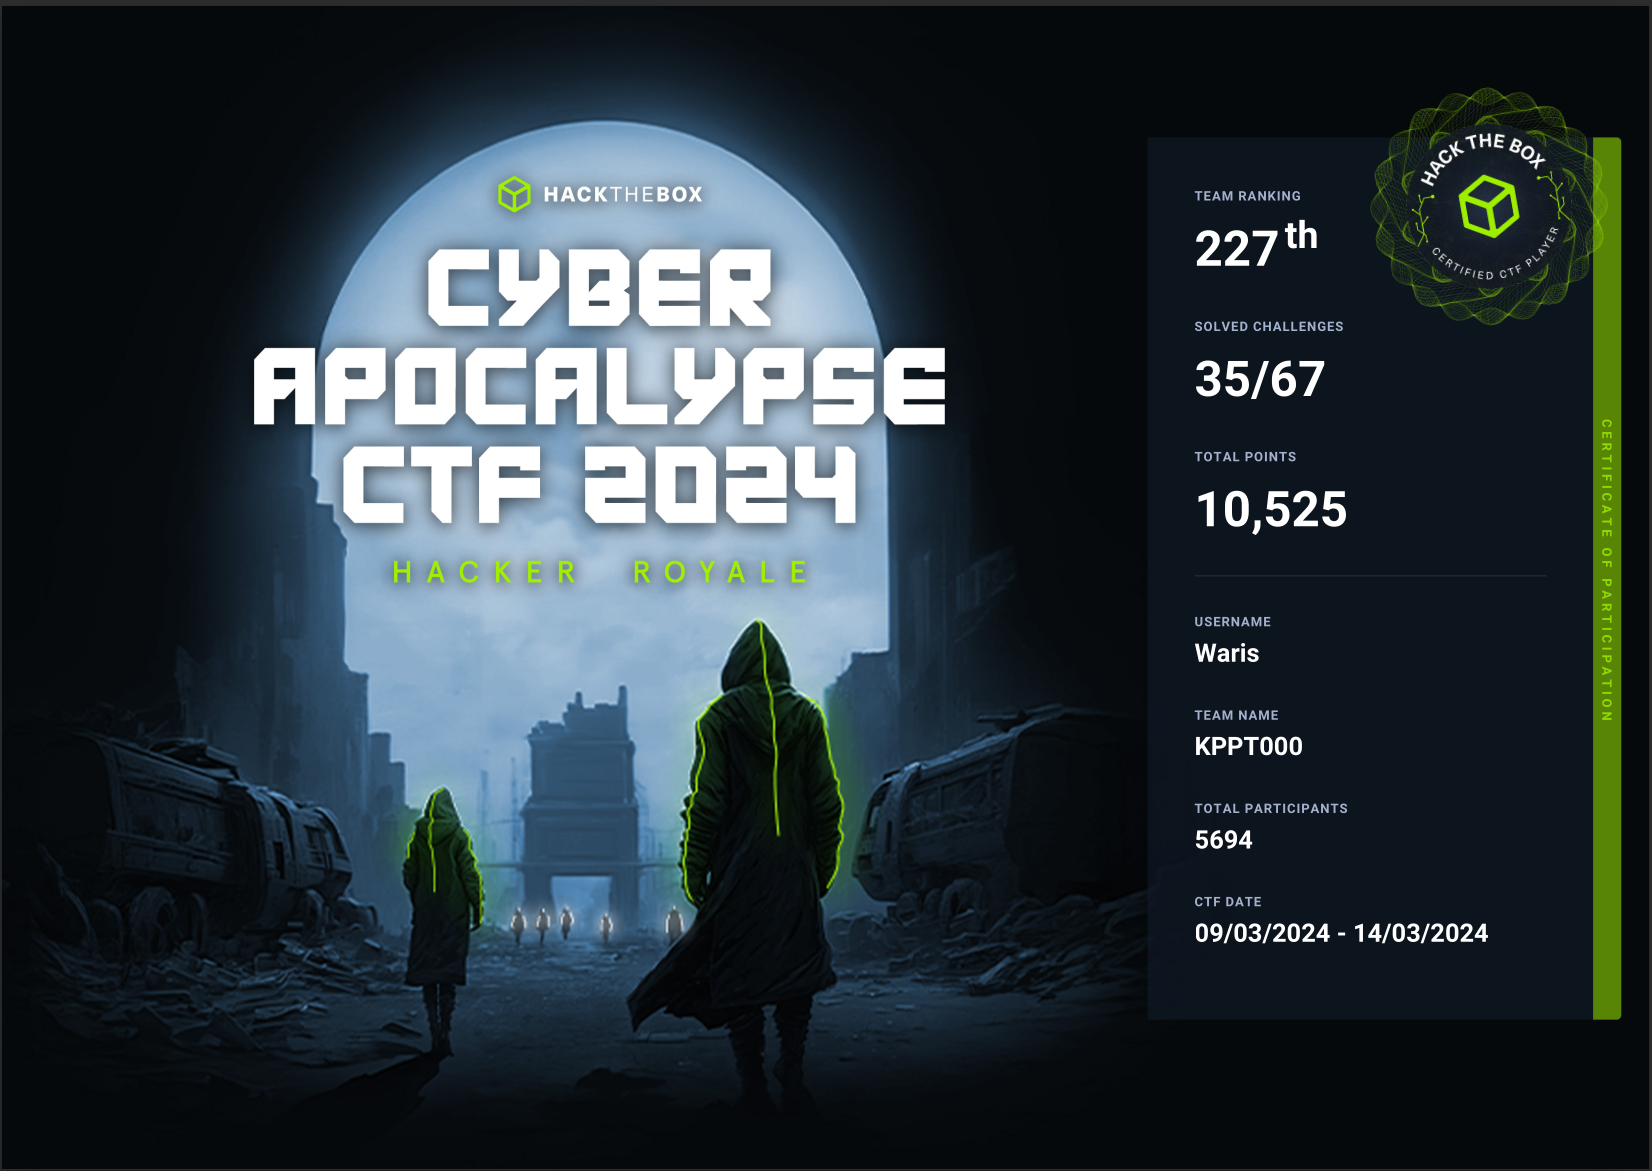 HACKTHEBOX
CYBER
APOCALYPSE
CTF 2024
HACKER ROYALE
HACK THE BOX
CERTIFIED CTF PLAYER
TEAM RANKING
227th
SOLVED CHALLENGES
35/67
TOTAL POINTS
10,525
USERNAME
Waris
TEAM NAME
KPPT000
TOTAL PARTICIPANTS
5694
CTF DATE
09/03/2024 - 14/03/2024
CERTIFICATE OF PARTICIPATION